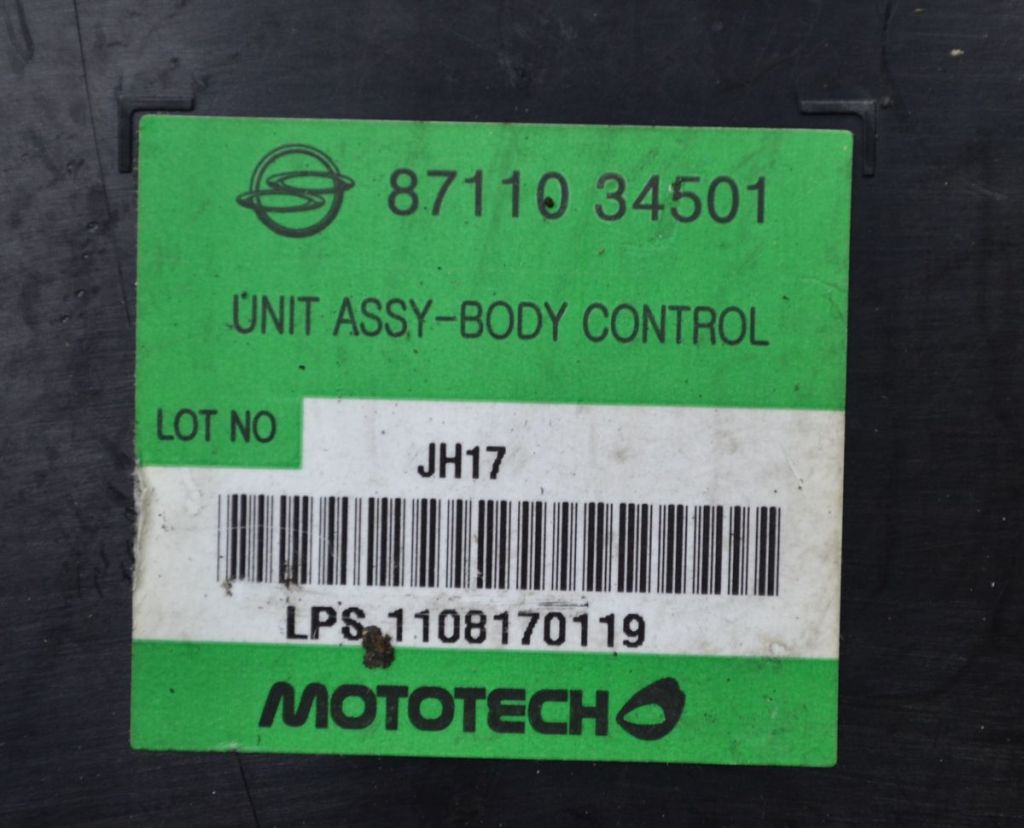 87110 34501
UNIT ASSY-BODY CONTROL
LOT NO
JH17
LPS 1108170119
MOTOTECH